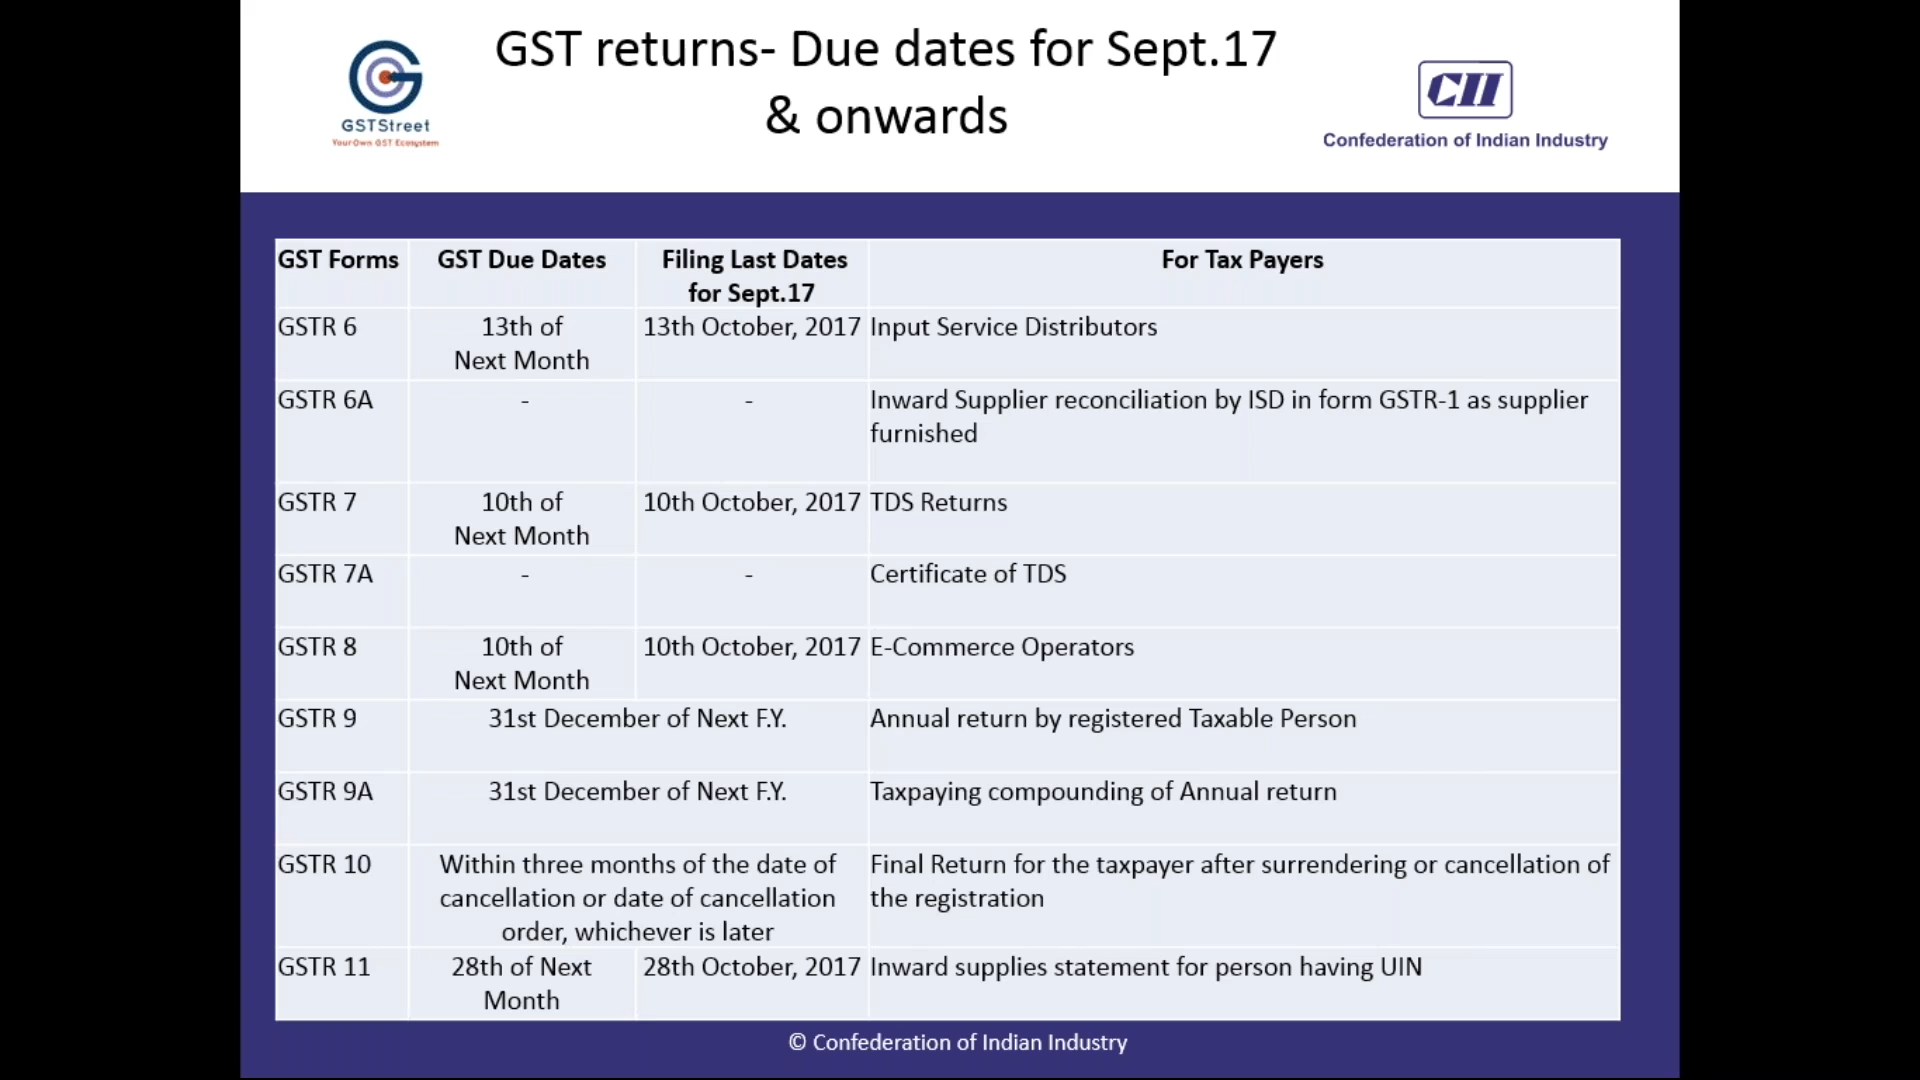 GST returns- Due dates for Sept.17
& onwards
GSTStreet
Your Own GST Ecosystem
CII
Confederation of Indian Industry
GST Forms GST Due Dates Filing Last Dates for Sept.17 For Tax Payers
GSTR 6 13th of Next Month 13th October, 2017 Input Service Distributors
GSTR 6A - - Inward Supplier reconciliation by ISD in form GSTR-1 as supplier furnished
GSTR 7 10th of Next Month 10th October, 2017 TDS Returns
GSTR 7A - - Certificate of TDS
GSTR 8 10th of Next Month 10th October, 2017 E-Commerce Operators
GSTR 9 31st December of Next F.Y. Annual return by registered Taxable Person
GSTR 9A 31st December of Next F.Y. Taxpaying compounding of Annual return
GSTR 10 Within three months of the date of cancellation or date of cancellation order, whichever is later Final Return for the taxpayer after surrendering or cancellation of the registration
GSTR 11 28th of Next Month 28th October, 2017 Inward supplies statement for person having UIN
© Confederation of Indian Industry